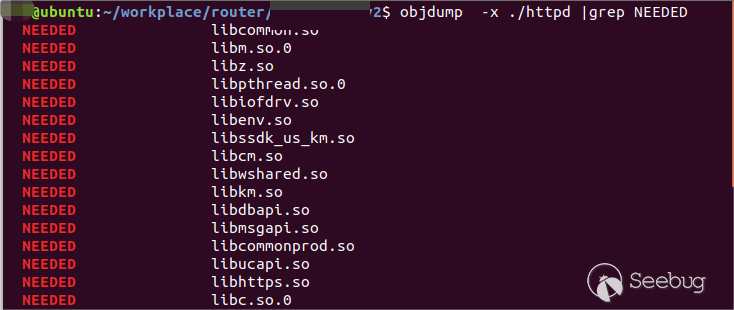 @ubuntu:~/workplace/router/ v2$ objdump  -x ./httpd |grep NEEDED
NEEDED libcommon.so
NEEDED libm.so.0
NEEDED libz.so
NEEDED libpthread.so.0
NEEDED libiofdrv.so
NEEDED libenv.so
NEEDED libssdk_us_km.so
NEEDED libcm.so
NEEDED libwshared.so
NEEDED libkm.so
NEEDED libdbapi.so
NEEDED libmsgapi.so
NEEDED libcommonprod.so
NEEDED libucapi.so
NEEDED libhttps.so
NEEDED libc.so.0
Seebug